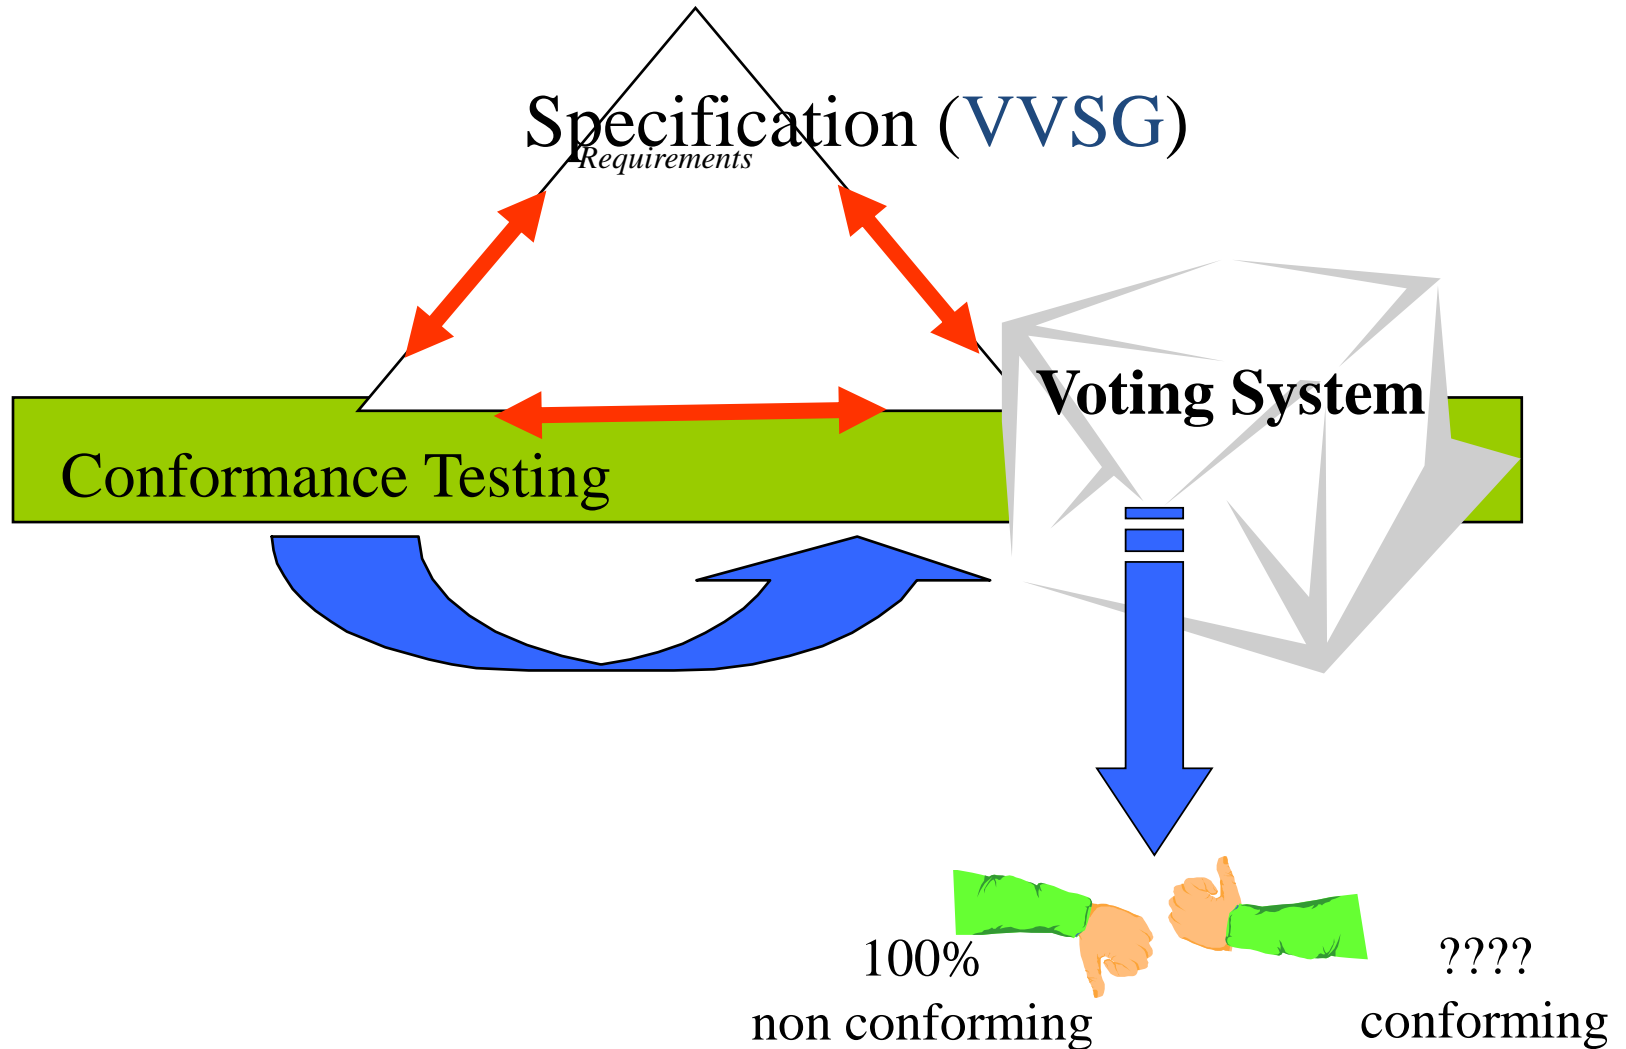 Specification (VVSG)
Requirements
Voting System
Conformance Testing
100%
non conforming
????
conforming